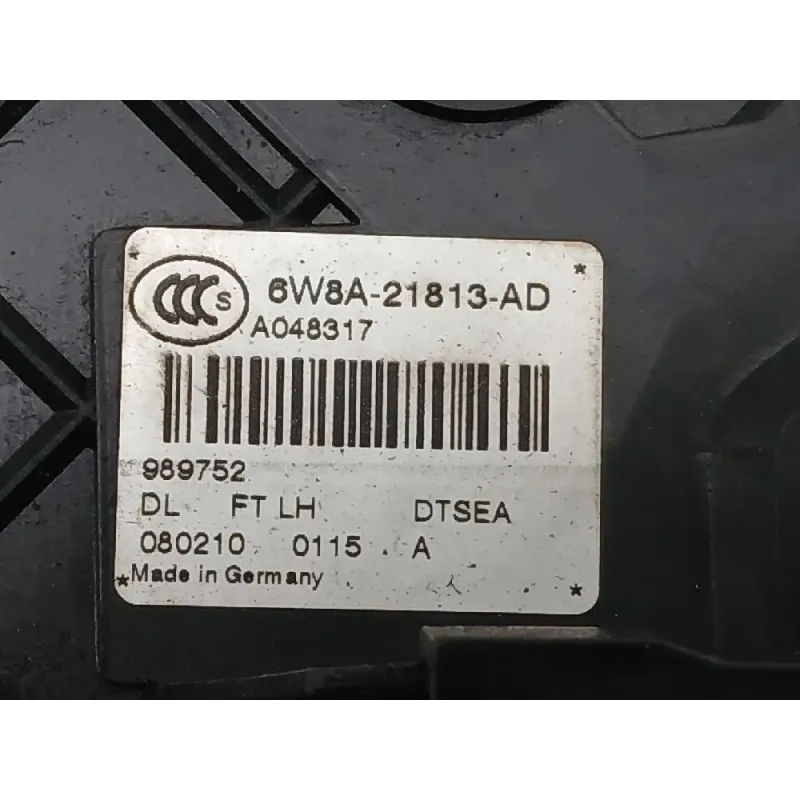 CCC S 6W8A-21813-AD
A048317
989752
DL FT LH DTSEA
080210 0115 . A
*Made in Germany